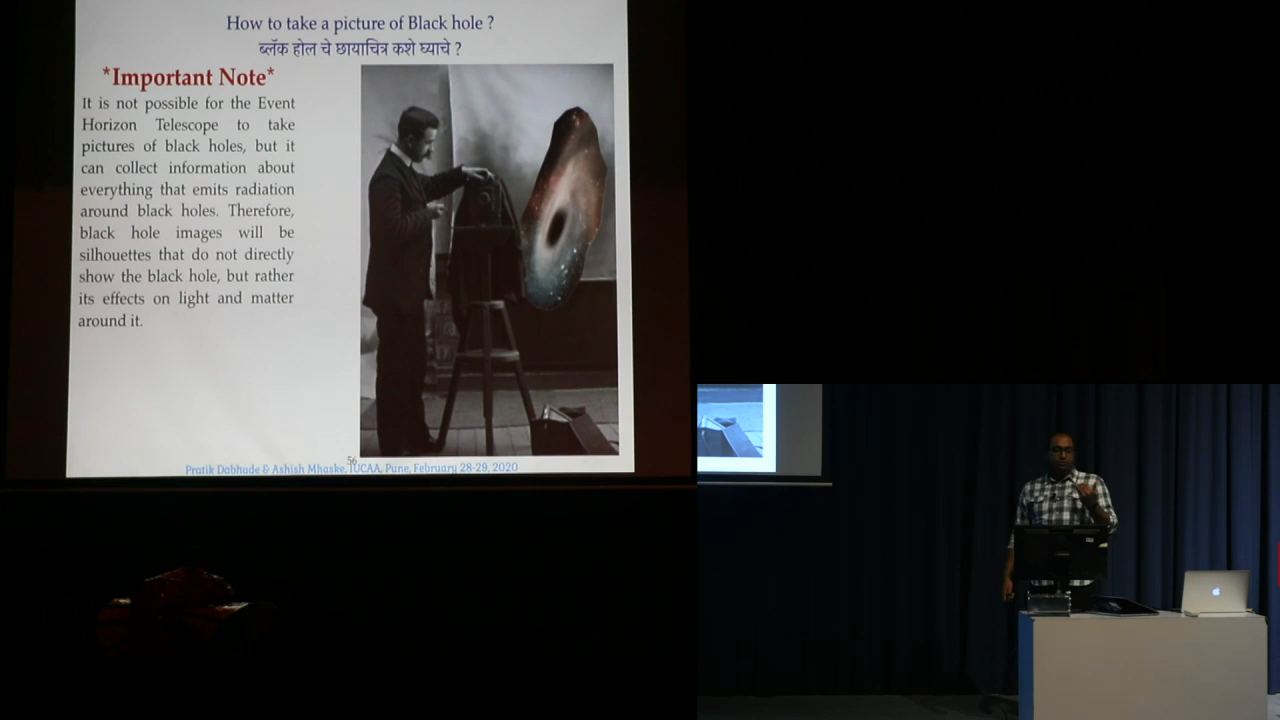 How to take a picture of Black hole ?
ब्लॅक होल चे छायाचित्र कशे घ्याचे ?
*Important Note*
It is not possible for the Event
Horizon Telescope to take
pictures of black holes, but it
can collect information about
everything that emits radiation
around black holes. Therefore,
black hole images will be
silhouettes that do not directly
show the black hole, but rather
its effects on light and matter
around it.
56
Pratik Dabhade & Ashish Mhaske, IUCAA, Pune, February 28-29, 2020